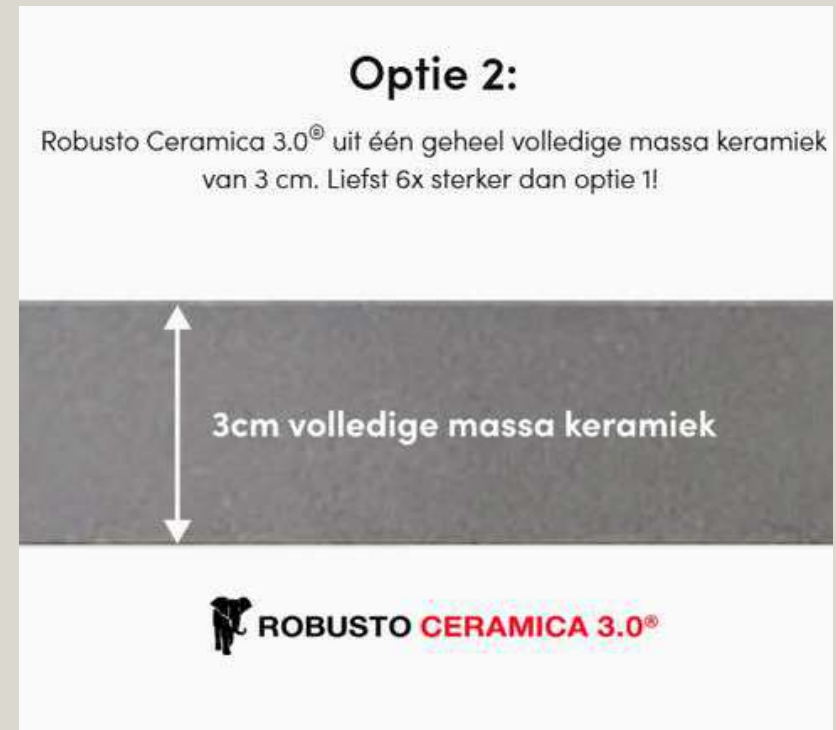 Optie 2:
Robusto Ceramica 3.0® uit één geheel volledige massa keramiek
van 3 cm. Liefst 6x sterker dan optie 1!
3cm volledige massa keramiek
ROBUSTO CERAMICA 3.0®